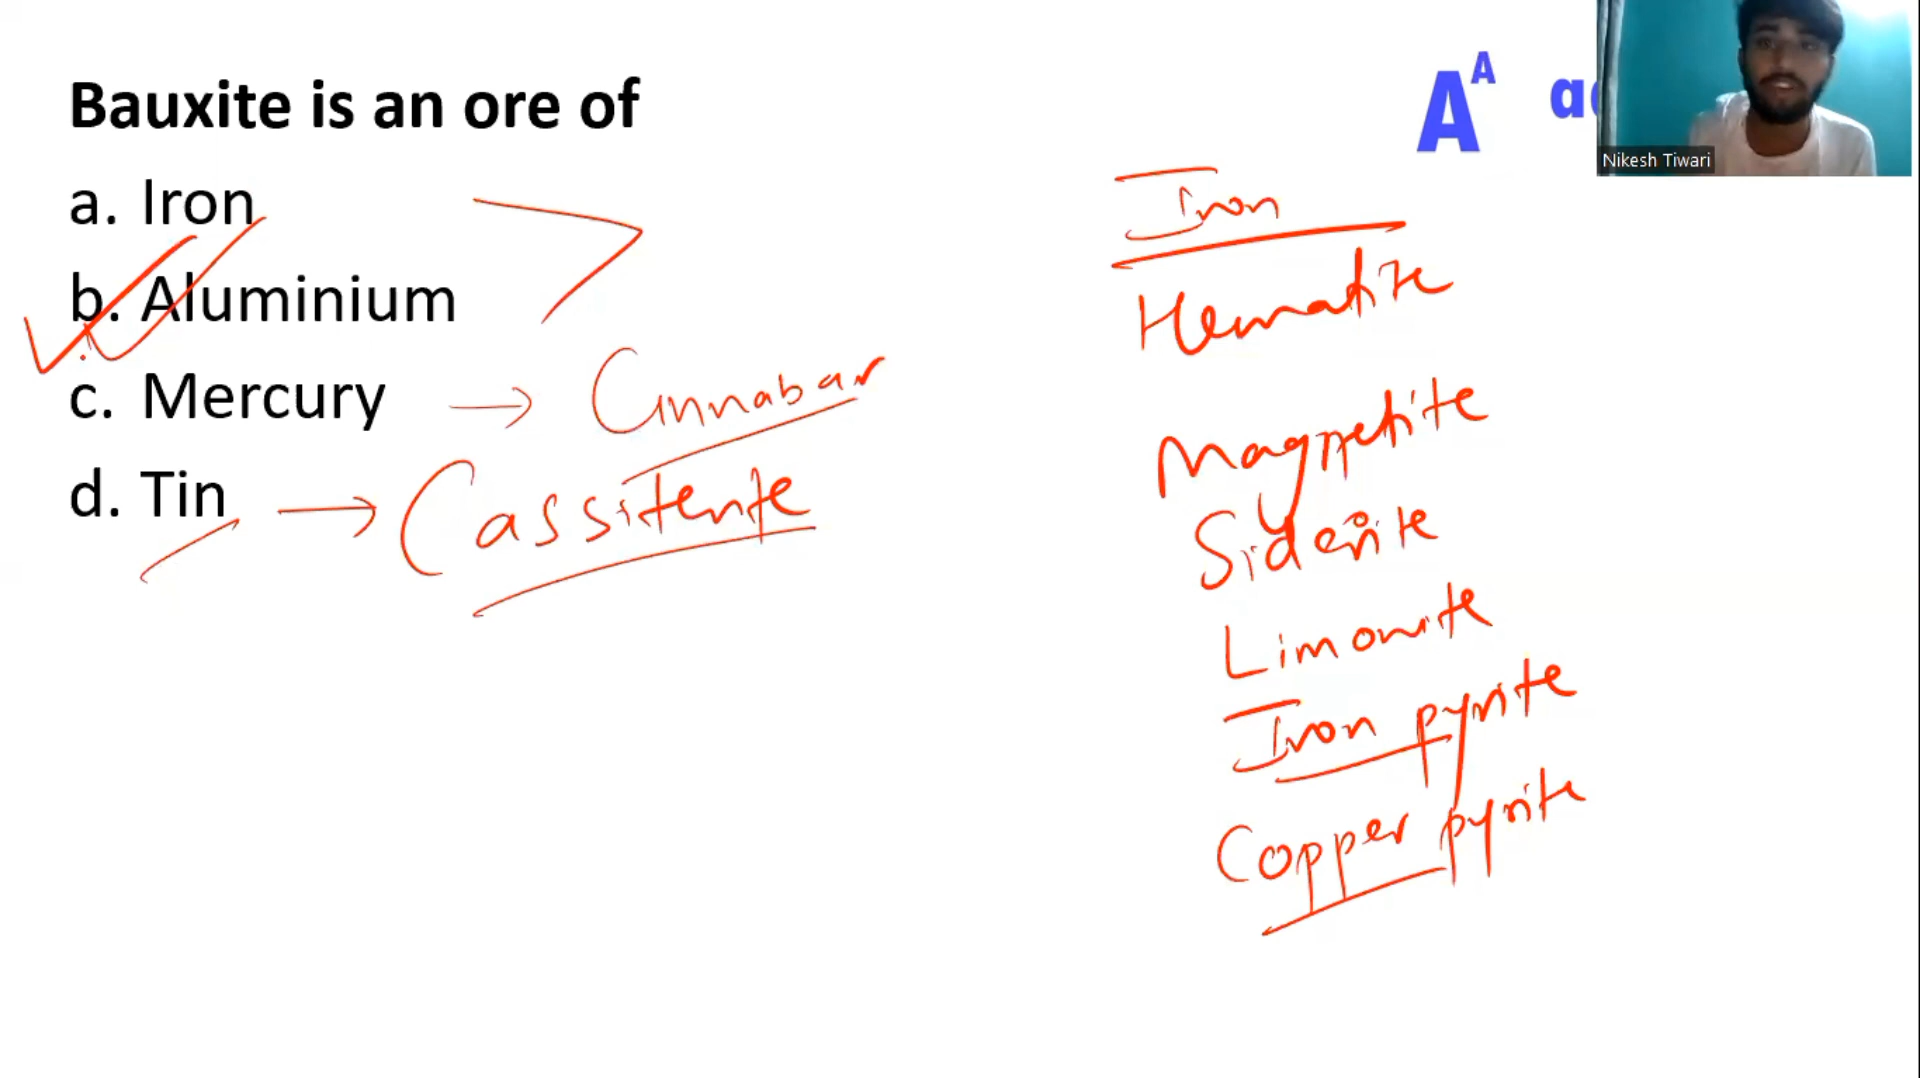 Bauxite is an ore of
a. Iron
b. Aluminium
c. Mercury → Cinnabar
d. Tin → Cassiterite
A^A
Nikesh Tiwari
Iron
Hematite
Magnetite
Siderite
Limonite
Iron pyrite
Copper pyrite